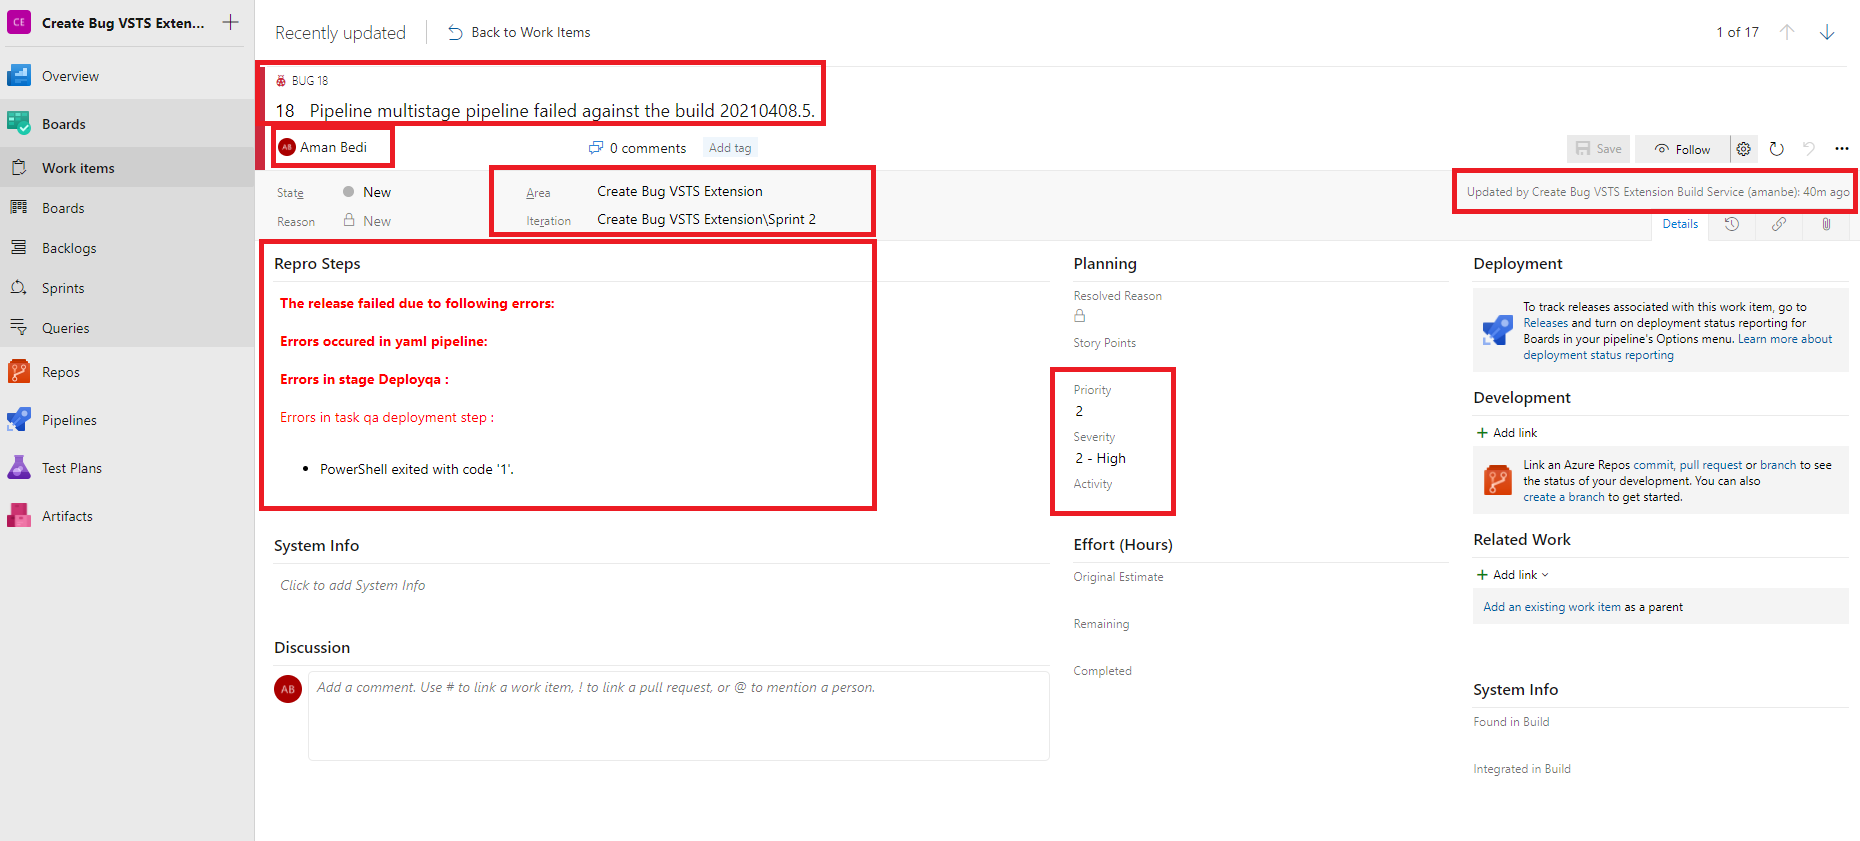 CE Create Bug VSTS Exten...
Overview
Boards
Work items
Boards
Backlogs
Sprints
Queries
Repos
Pipelines
Test Plans
Artifacts
Recently updated
Back to Work Items
1 of 17
BUG 18
18 Pipeline multistage pipeline failed against the build 20210408.5.
AB Aman Bedi
0 comments
Add tag
Save
Follow
State New
Reason New
Area Create Bug VSTS Extension
Iteration Create Bug VSTS Extension\Sprint 2
Updated by Create Bug VSTS Extension Build Service (amanbe): 40m ago
Details
Repro Steps
The release failed due to following errors:
Errors occured in yaml pipeline:
Errors in stage Deployqa :
Errors in task qa deployment step :
• PowerShell exited with code '1'.
System Info
Click to add System Info
Discussion
AB
Add a comment. Use # to link a work item, ! to link a pull request, or @ to mention a person.
Planning
Resolved Reason
Story Points
Priority
2
Severity
2 - High
Activity
Effort (Hours)
Original Estimate
Remaining
Completed
Deployment
To track releases associated with this work item, go to
Releases and turn on deployment status reporting for
Boards in your pipeline's Options menu. Learn more about
deployment status reporting
Development
+ Add link
Link an Azure Repos commit, pull request or branch to see
the status of your development. You can also
create a branch to get started.
Related Work
+ Add link
Add an existing work item as a parent
System Info
Found in Build
Integrated in Build